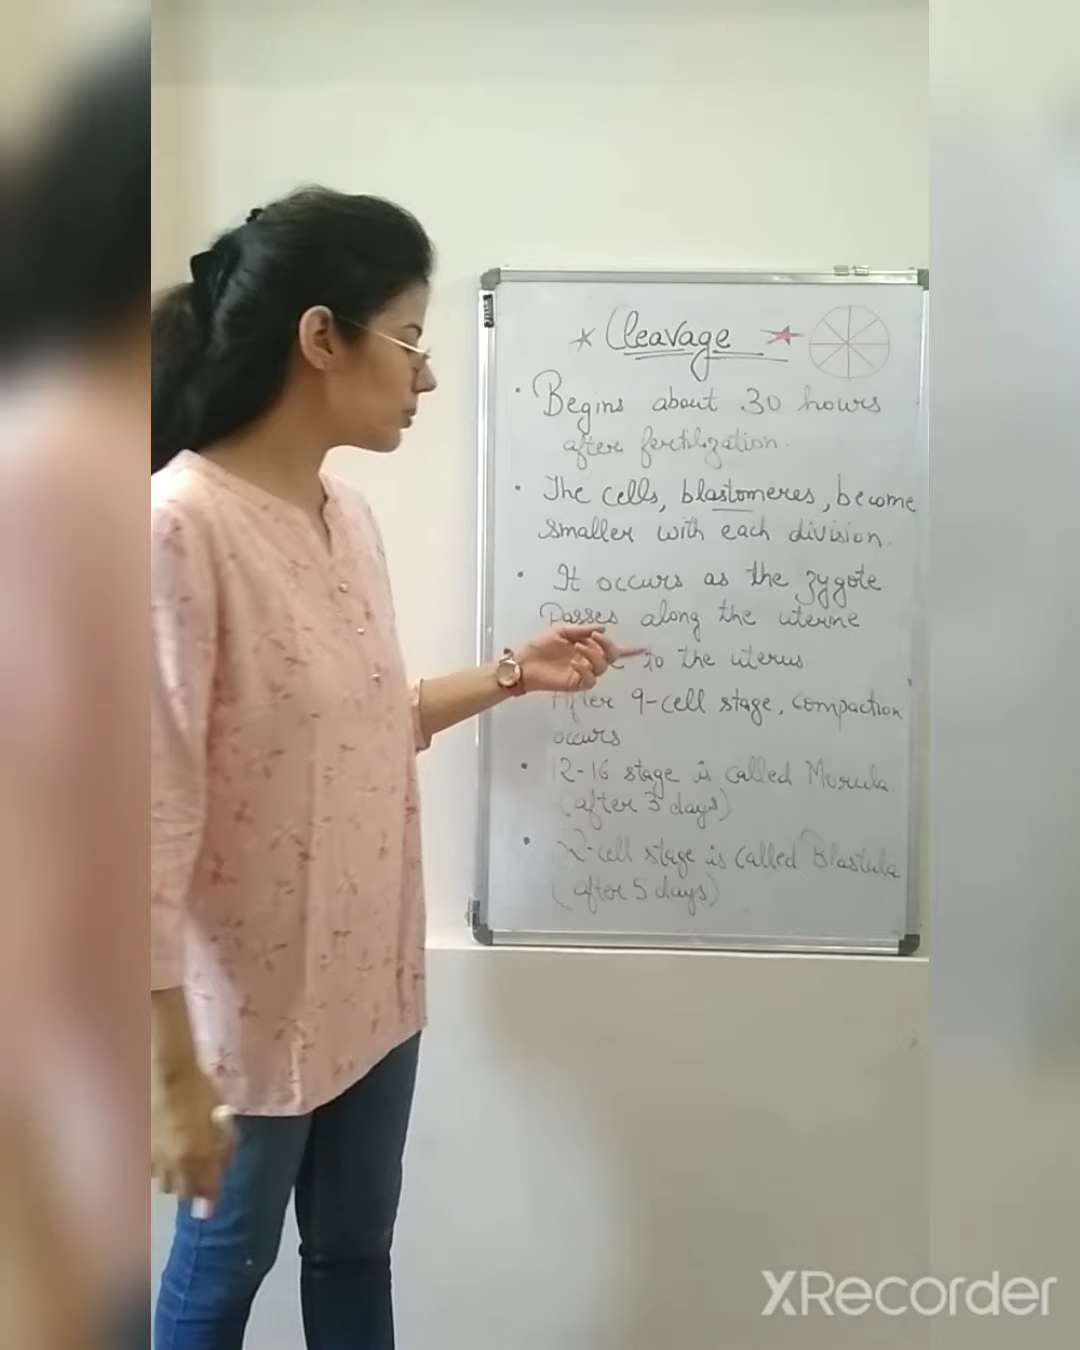 Cleavage
• Begins about 30 hours
after fertilization.
• The cells, blastomeres, become
smaller with each division.
• It occurs as the zygote
Passes along the uterine
to the uterus
After 9-cell stage, compaction
occurs
• 12-16 stage is called Morula.
(after 3 days)
• 32-cell stage is called Blastula
(after 5 days)
XRecorder